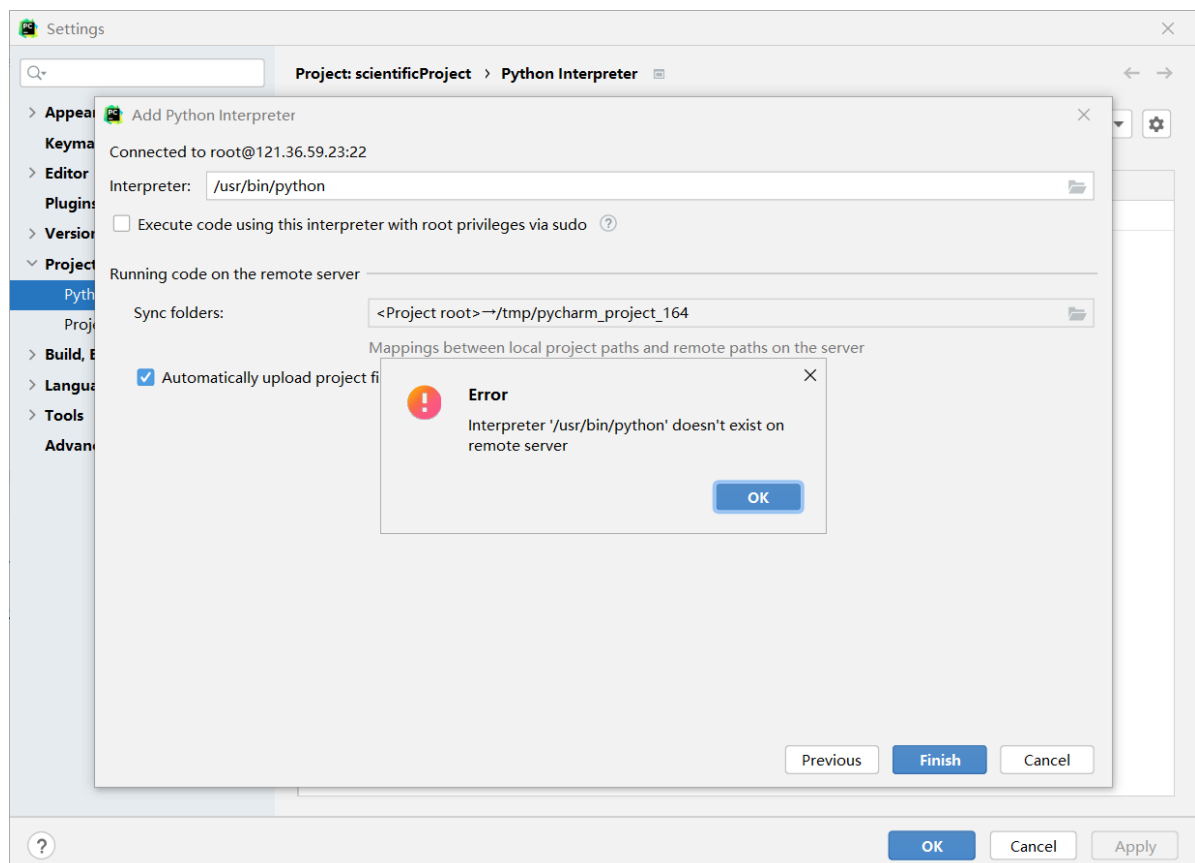 Settings
Project: scientificProject › Python Interpreter
Appear
Keyma
Editor
Plugins
Version
Project
Pyth
Proje
Build, E
Langua
Tools
Advan
Add Python Interpreter
Connected to root@121.36.59.23:22
Interpreter: /usr/bin/python
Execute code using this interpreter with root privileges via sudo ?
Running code on the remote server
Sync folders: <Project root>→/tmp/pycharm_project_164
Mappings between local project paths and remote paths on the server
Automatically upload project fi
Error
Interpreter '/usr/bin/python' doesn't exist on
remote server
OK
Previous Finish Cancel
? OK Cancel Apply